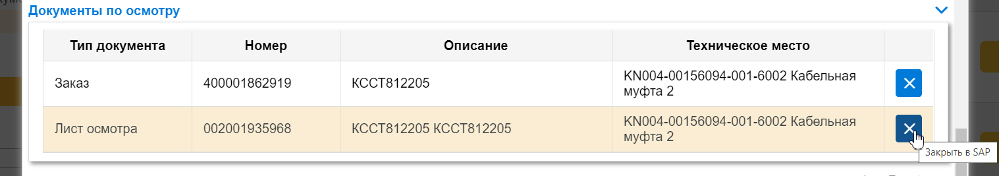 Документы по осмотру
Тип документа Номер Описание Техническое место
Заказ 400001862919 КССТ812205 KN004-00156094-001-6002 Кабельная
муфта 2
Лист осмотра 002001935968 КССТ812205 КССТ812205 KN004-00156094-001-6002 Кабельная
муфта 2
Закрыть в SAP